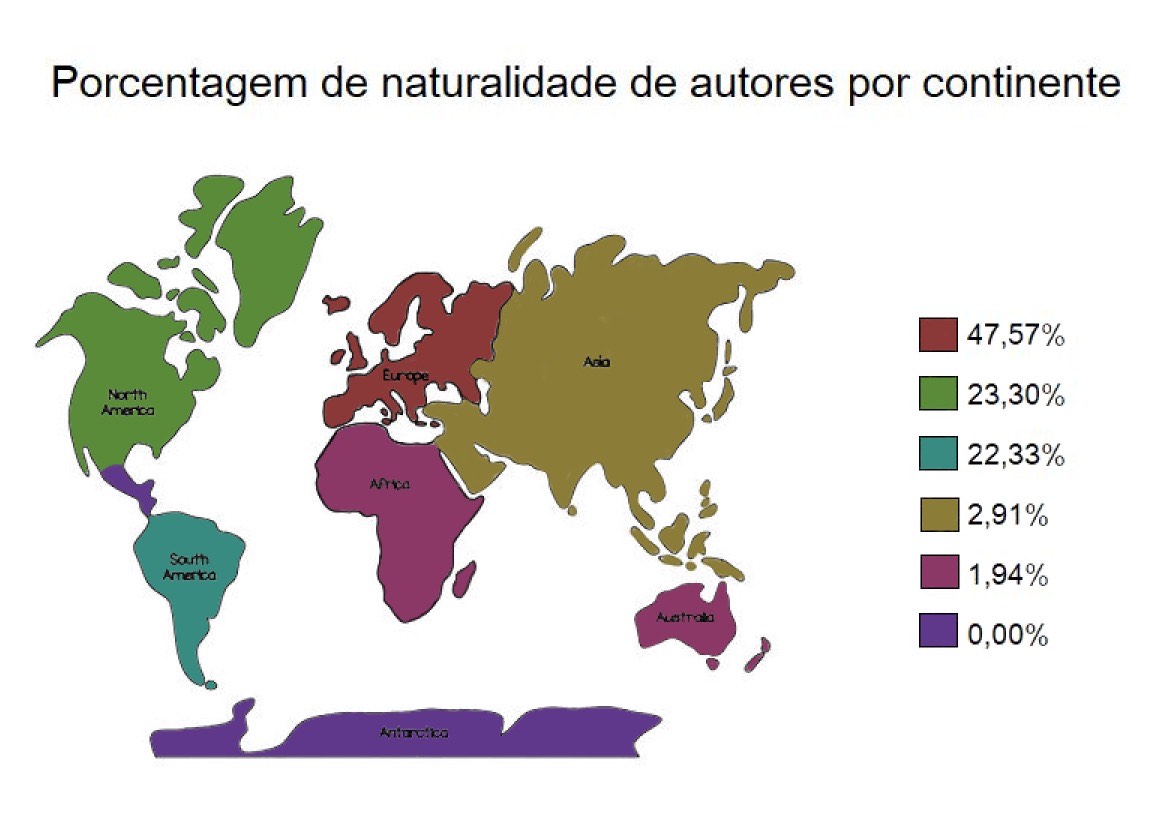 Porcentagem de naturalidade de autores por continente
North
America
Europe
Asia
Africa
South
America
Australia
Antarctica
47,57%
23,30%
22,33%
2,91%
1,94%
0,00%